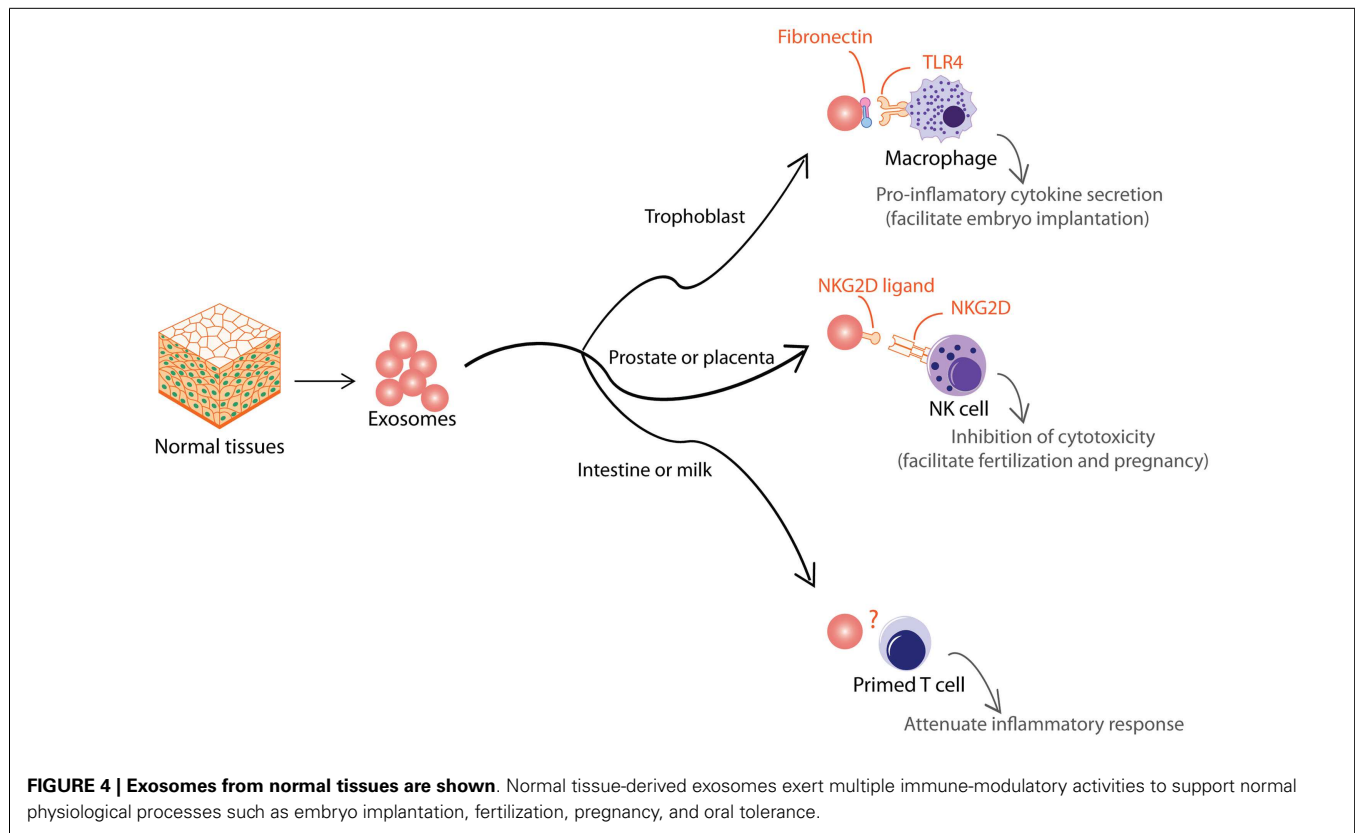 Fibronectin
TLR4
Macrophage
Pro-inflamatory cytokine secretion
(facilitate embryo implantation)
Trophoblast
NKG2D ligand
NKG2D
Prostate or placenta
NK cell
Inhibition of cytotoxicity
(facilitate fertilization and pregnancy)
Normal tissues
Exosomes
Intestine or milk
?
Primed T cell
Attenuate inflammatory response
FIGURE 4 | Exosomes from normal tissues are shown. Normal tissue-derived exosomes exert multiple immune-modulatory activities to support normal
physiological processes such as embryo implantation, fertilization, pregnancy, and oral tolerance.